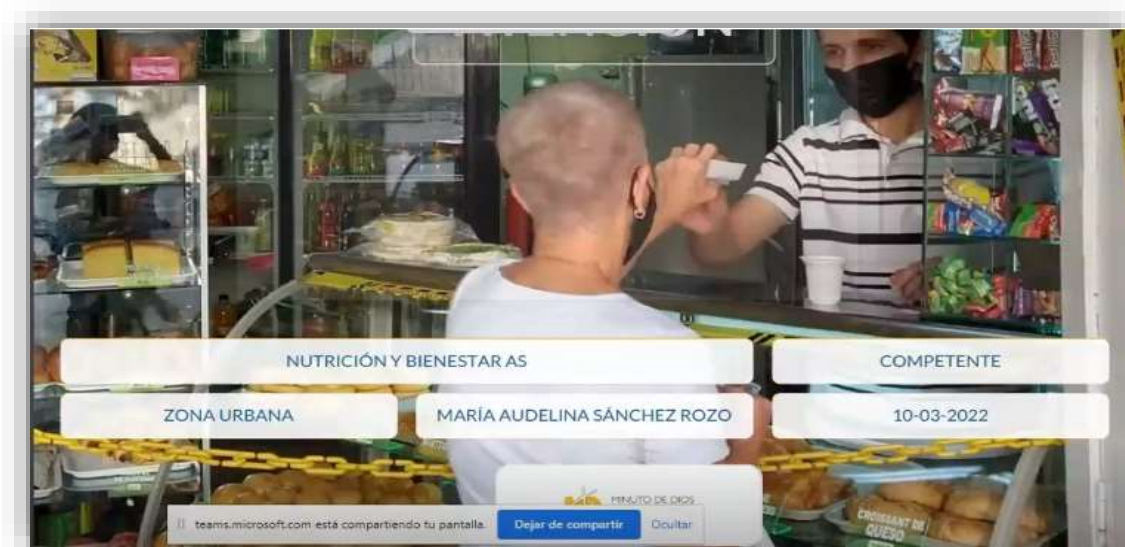 ATENCIÓN
NUTRICIÓN Y BIENESTAR AS
COMPETENTE
ZONA URBANA
MARÍA AUDELINA SÁNCHEZ ROZO
10-03-2022
MINUTO DE DIOS
teams.microsoft.com está compartiendo tu pantalla.
Dejar de compartir
Ocultar
CROISSANT DE
QUESO